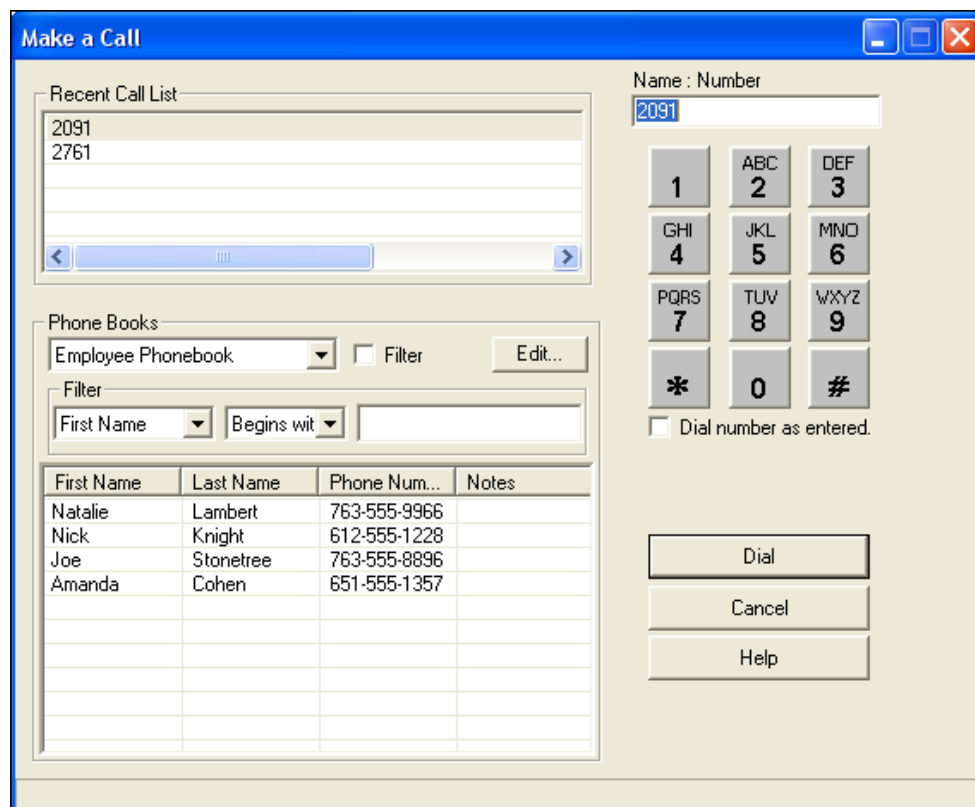 Make a Call
Recent Call List
2091
2761
Name : Number
2091
1
ABC
2
DEF
3
GHI
4
JKL
5
MNO
6
PQRS
7
TUV
8
WXYZ
9
*
0
#
Dial number as entered.
Dial
Cancel
Help
Phone Books
Employee Phonebook
Filter
Edit...
Filter
First Name
Begins wit
First Name Last Name Phone Num... Notes
Natalie Lambert 763-555-9966
Nick Knight 612-555-1228
Joe Stonetree 763-555-8896
Amanda Cohen 651-555-1357